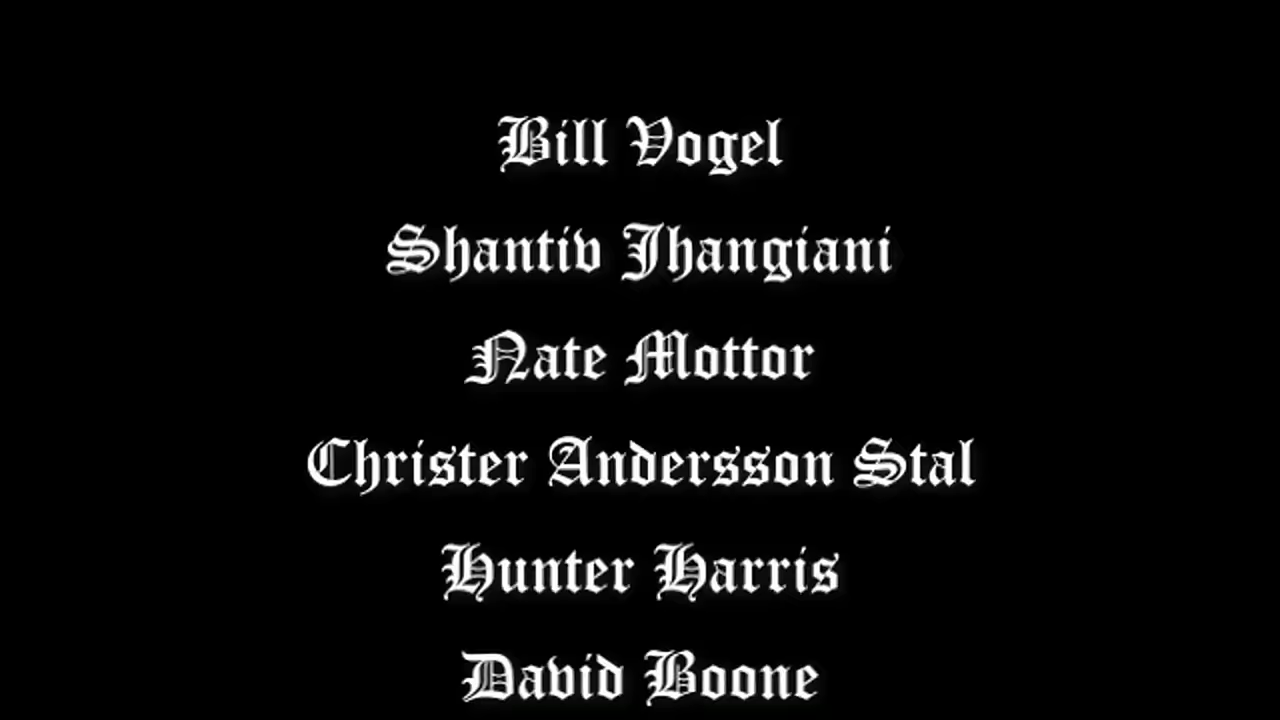 Bill Vogel
Shantiv Jhangiani
Nate Mottor
Christer Andersson Stal
Hunter Harris
David Boone